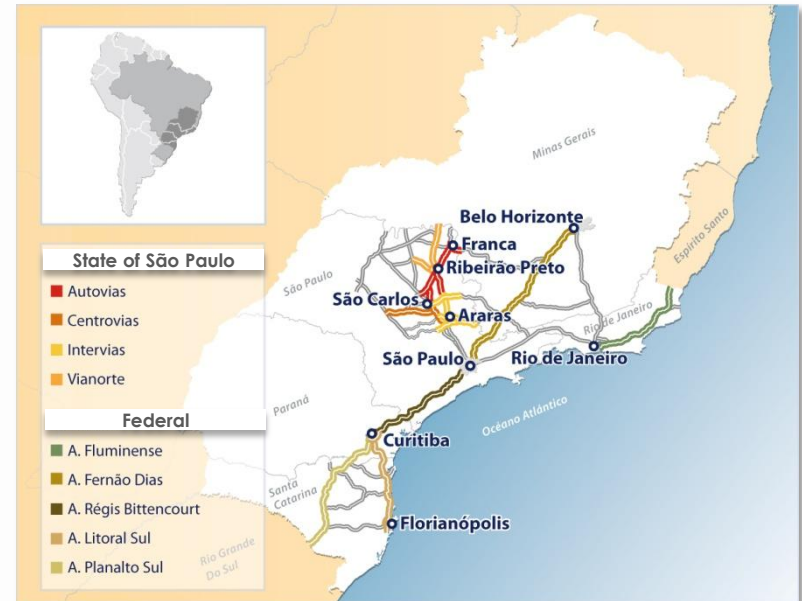 State of São Paulo
Autovias
Centrovias
Intervias
Vianorte
Federal
A. Fluminense
A. Fernão Dias
A. Régis Bittencourt
A. Litoral Sul
A. Planalto Sul
Minas Gerais
Espírito Santo
Belo Horizonte
Franca
Ribeirão Preto
São Paulo
São Carlos
Araras
Rio de Janeiro
São Paulo
Rio de Janeiro
Paraná
Océano Atlántico
Curitiba
Santa
Catarina
Florianópolis
Rio Grande
Do Sul